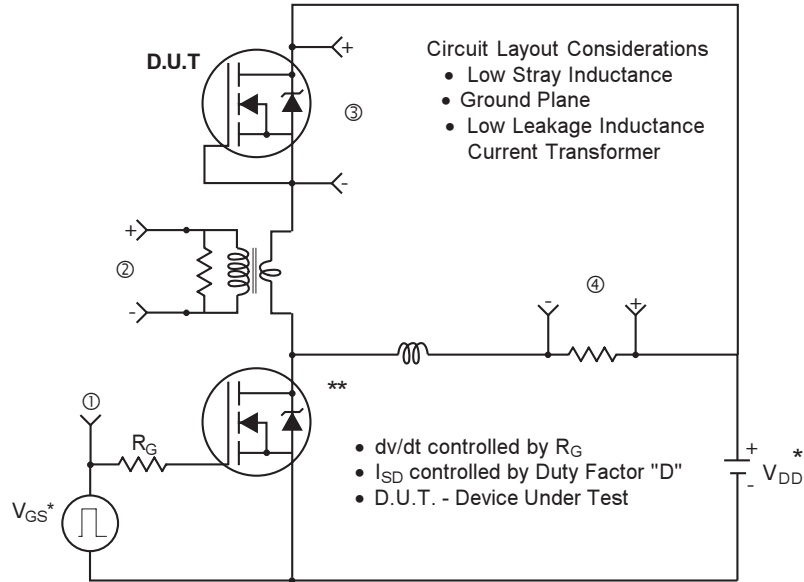 D.U.T
+
③
-
Circuit Layout Considerations
• Low Stray Inductance
• Ground Plane
• Low Leakage Inductance
Current Transformer
+
②
-
- ④ +
**
①
R_G
V_GS*
• dv/dt controlled by R_G
• I_SD controlled by Duty Factor "D"
• D.U.T. - Device Under Test
+
-
V_DD*